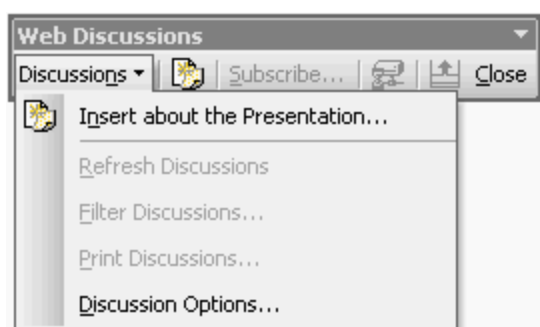 Web Discussions
Discussions Subscribe... Close
Insert about the Presentation...
Refresh Discussions
Filter Discussions...
Print Discussions...
Discussion Options...